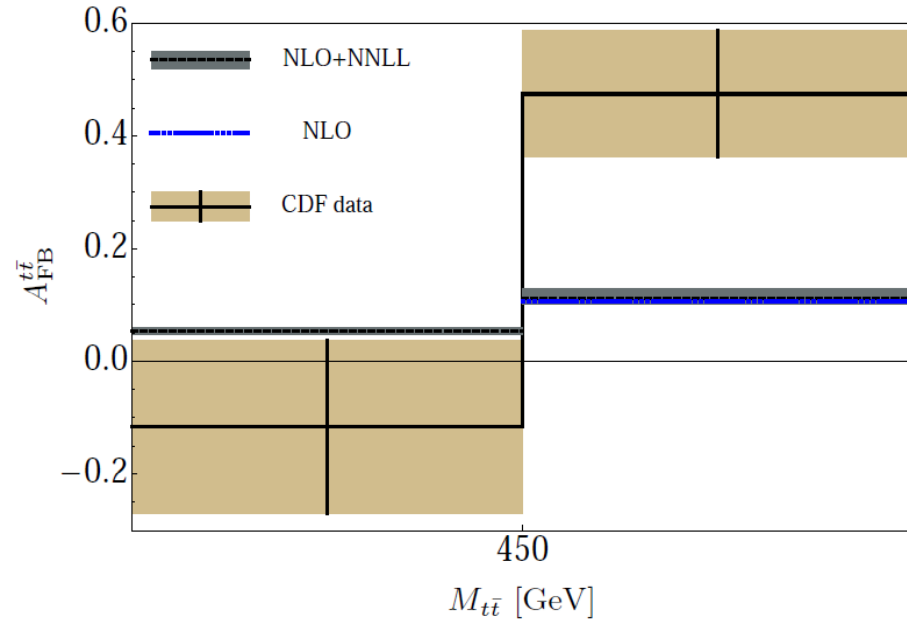 0.6
0.4
0.2
0.0
−0.2
NLO+NNLL
NLO
CDF data
A_{FB}^{t\bar{t}}
450
M_{t\bar{t}} [GeV]